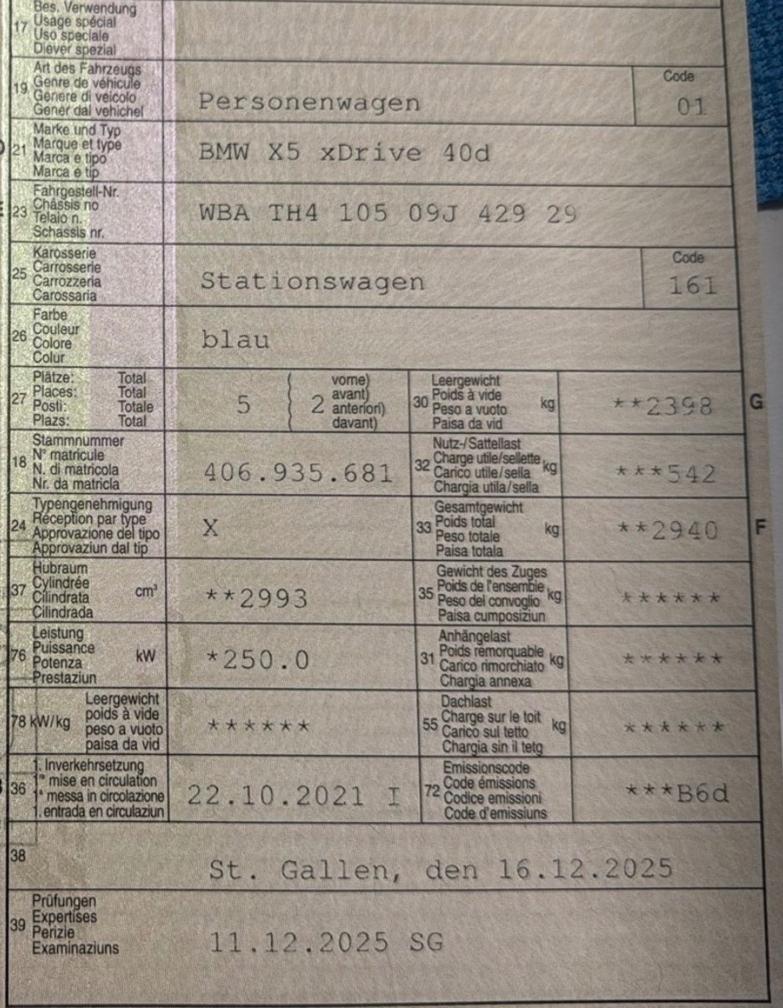 Bes. Verwendung
17 Usage spécial
Uso speciale
Diever spezial
Art des Fahrzeugs
19 Genre de véhicule
Genere di veicolo
Gener dal vehichel
Personenwagen
Code
01
Marke und Typ
21 Marque et type
Marca e tipo
Marca e tip
BMW X5 xDrive 40d
Fahrgestell-Nr.
23 Châssis no
Telaio n.
Schassis nr.
WBA TH4 105 09J 429 29
Karosserie
25 Carrosserie
Carrozzeria
Carossaria
Stationswagen
Code
161
Farbe
26 Couleur
Colore
Colur
blau
Plätze: Total
27 Places: Total
Posti: Totale
Plazs: Total
5 ( 2
vorne)
avant)
anteriori)
davant)
Leergewicht
30 Poids à vide kg
Peso a vuoto
Paisa da vid
**2398
G
Stammnummer
18 N° matricule
N. di matricola
Nr. da matricla
406.935.681
Nutz-/Sattellast
32 Charge utile/sellette kg
Carico utile/sella
Chargia utila/sella
***542
Typengenehmigung
24 Réception par type
Approvazione del tipo
Approvaziun dal tip
X
Gesamtgewicht
33 Poids total kg
Peso totale
Paisa totala
**2940
F
Hubraum
37 Cylindrée cm³
Cilindrata
Cilindrada
**2993
Gewicht des Zuges
35 Poids de l'ensemble kg
Peso del convoglio
Paisa cumposiziun
******
Leistung
76 Puissance kW
Potenza
Prestaziun
*250.0
Anhängelast
31 Poids remorquable kg
Carico rimorchiato
Chargia annexa
******
Leergewicht
78 kW/kg poids à vide
peso a vuoto
paisa da vid
******
Dachlast
55 Charge sur le toit kg
Carico sul tetto
Chargia sin il tetg
******
1. Inverkehrsetzung
36 1ᵉ mise en circulation
1ᵃ messa in circolazione
1. entrada en circulaziun
22.10.2021 I
Emissionscode
72 Code émissions
Codice emissioni
Code d'emissiuns
***B6d
38
St. Gallen, den 16.12.2025
Prüfungen
39 Expertises
Perizie
Examinaziuns
11.12.2025 SG